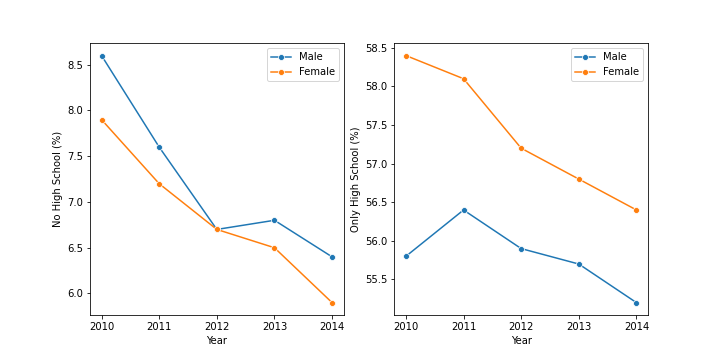 No High School (%)
8.5
8.0
7.5
7.0
6.5
6.0
2010 2011 2012 2013 2014
Year
Male
Female
Only High School (%)
58.5
58.0
57.5
57.0
56.5
56.0
55.5
2010 2011 2012 2013 2014
Year
Male
Female